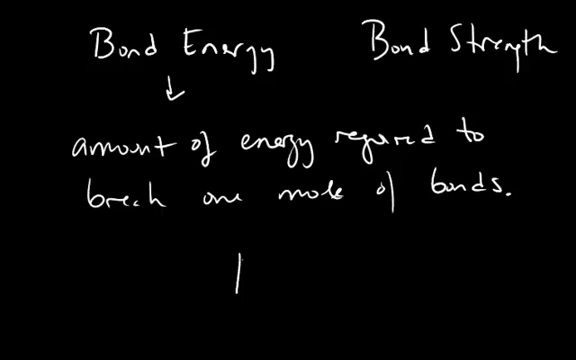 Bond Energy Bond Strength
↓
amount of energy required to
break one mole of bonds.